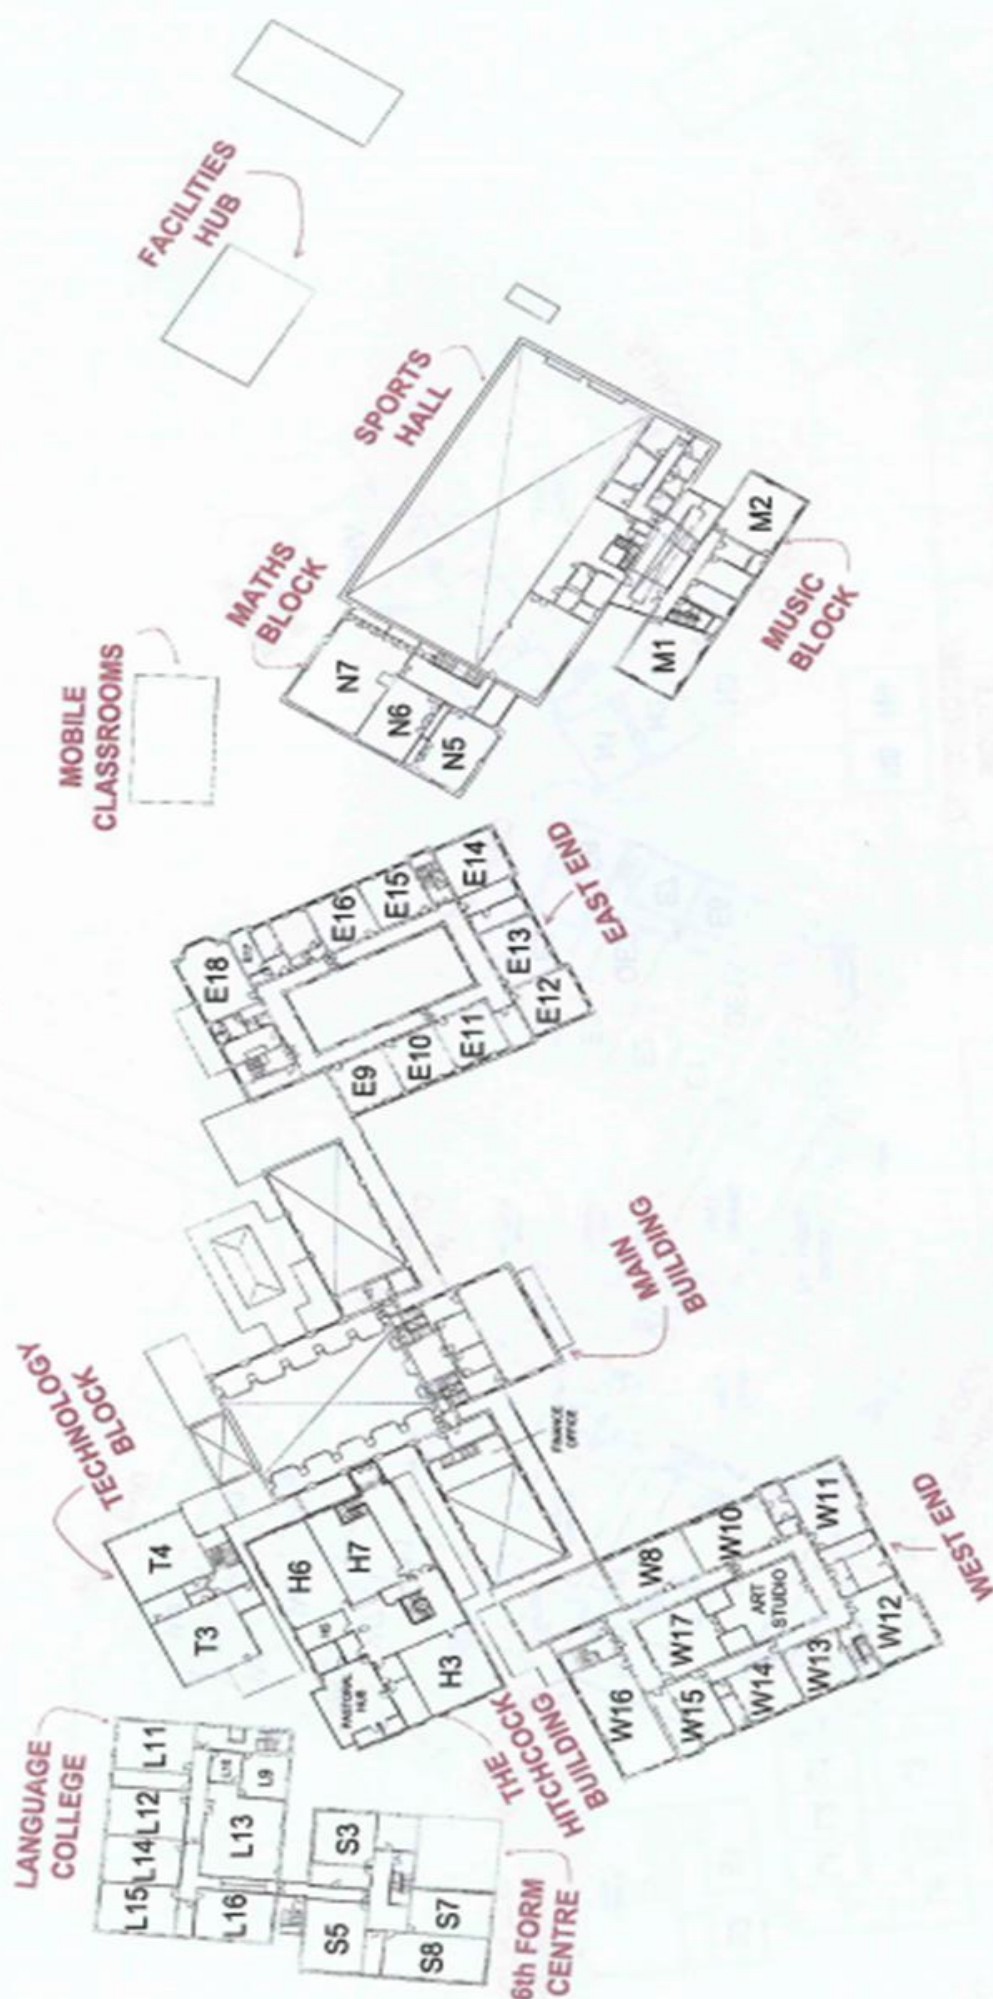 FACILITIES
HUB
SPORTS
HALL
MATHS
BLOCK
MOBILE
CLASSROOMS
M2
M1
MUSIC
BLOCK
N7
N6
N5
E18
E16
E15
E14
E13
E12
E11
E10
E9
EAST END
MAIN
BUILDING
FINANCE
OFFICE
TECHNOLOGY
BLOCK
T4
T3
H6
H7
H5
H3
PASTORAL
HUB
THE
HITCHCOCK
BUILDING
W8
W10
W11
W12
W13
W14
W15
W16
W17
ART
STUDIO
WEST END
LANGUAGE
COLLEGE
L11
L12
L14
L15
L13
L10
L9
L16
S3
S5
S7
S8
6th FORM
CENTRE